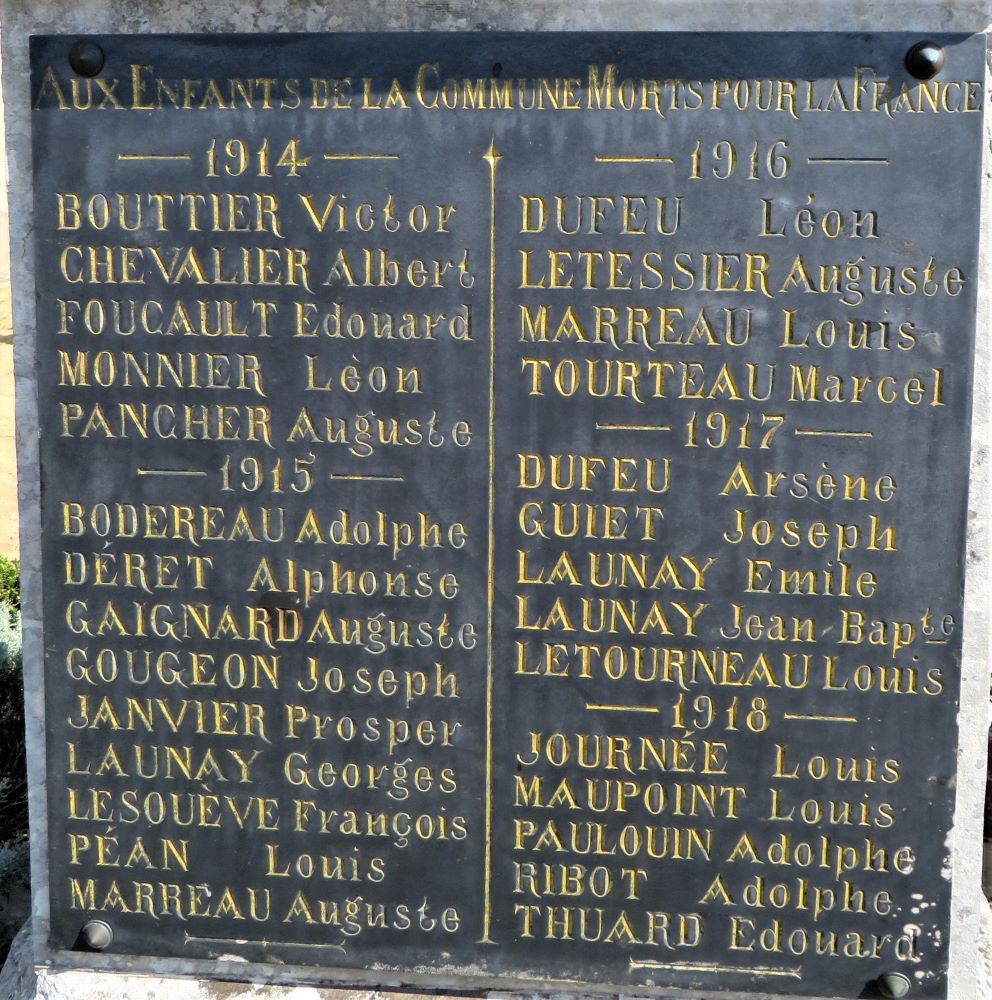 AUX ENFANTS DE LA COMMUNE MORTS POUR LA FRANCE
1914
BOUTTIER Victor
CHEVALIER Albert
FOUCAULT Edouard
MONNIER Lèon
PANCHER Auguste
1915
BODEREAU Adolphe
DÉRET Alphonse
GAIGNARD Auguste
GOUGEON Joseph
JANVIER Prosper
LAUNAY Georges
LESOUÈVE François
PÉAN Louis
MARREAU Auguste
1916
DUFEU Léon
LETESSIER Auguste
MARREAU Louis
TOURTEAU Marcel
1917
DUFEU Arsène
GUIET Joseph
LAUNAY Emile
LAUNAY Jean-Bapte
LETOURNEAU Louis
1918
JOURNÉE Louis
MAUPOINT Louis
PAULOUIN Adolphe
RIBOT Adolphe
THUARD Edouard